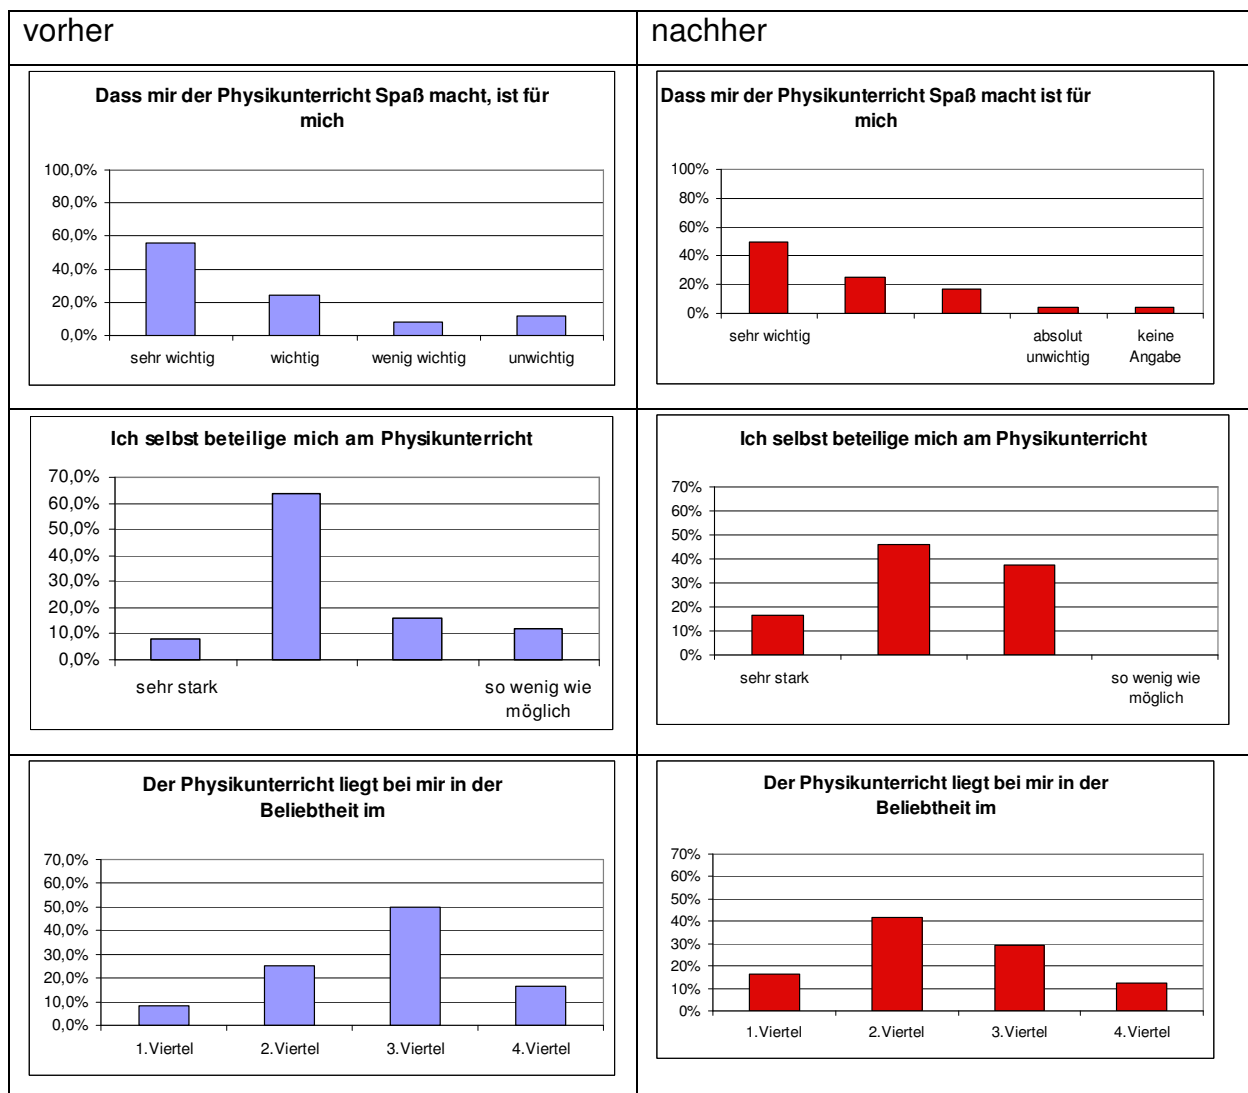 vorher
nachher
Dass mir der Physikunterricht Spaß macht, ist für
mich
100,0%
80,0%
60,0%
40,0%
20,0%
0,0%
sehr wichtig wichtig wenig wichtig unwichtig
Dass mir der Physikunterricht Spaß macht ist für
mich
100%
80%
60%
40%
20%
0%
sehr wichtig absolut keine
unwichtig Angabe
Ich selbst beteilige mich am Physikunterricht
70,0%
60,0%
50,0%
40,0%
30,0%
20,0%
10,0%
0,0%
sehr stark so wenig wie
möglich
Ich selbst beteilige mich am Physikunterricht
70%
60%
50%
40%
30%
20%
10%
0%
sehr stark so wenig wie
möglich
Der Physikunterricht liegt bei mir in der
Beliebtheit im
70,0%
60,0%
50,0%
40,0%
30,0%
20,0%
10,0%
0,0%
1.Viertel 2.Viertel 3.Viertel 4.Viertel
Der Physikunterricht liegt bei mir in der
Beliebtheit im
70%
60%
50%
40%
30%
20%
10%
0%
1.Viertel 2.Viertel 3.Viertel 4.Viertel